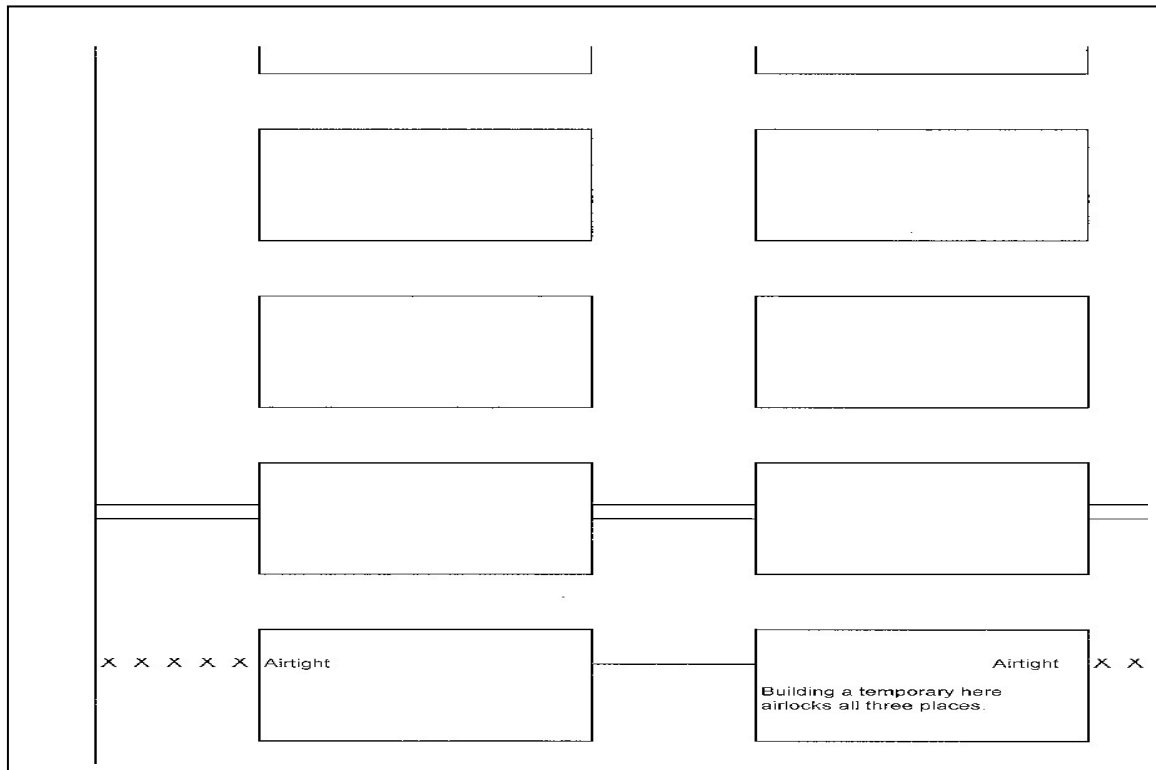 X X X X X Airtight
Airtight X X
Building a temporary here
airlocks all three places.